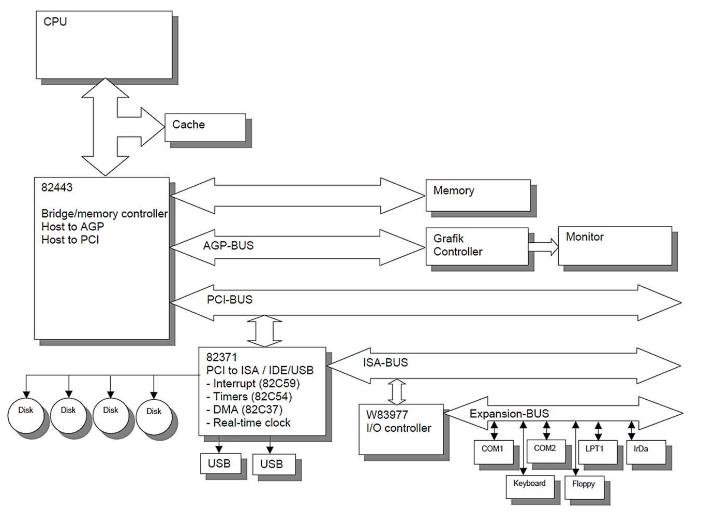 CPU
Cache
82443
Bridge/memory controller
Host to AGP
Host to PCI
Memory
AGP-BUS
Grafik
Controller
Monitor
PCI-BUS
82371
PCI to ISA / IDE/USB
- Interrupt (82C59)
- Timers (82C54)
- DMA (82C37)
- Real-time clock
ISA-BUS
Disk
Disk
Disk
Disk
W83977
I/O controller
Expansion-BUS
USB
USB
COM1
COM2
LPT1
IrDa
Keyboard
Floppy